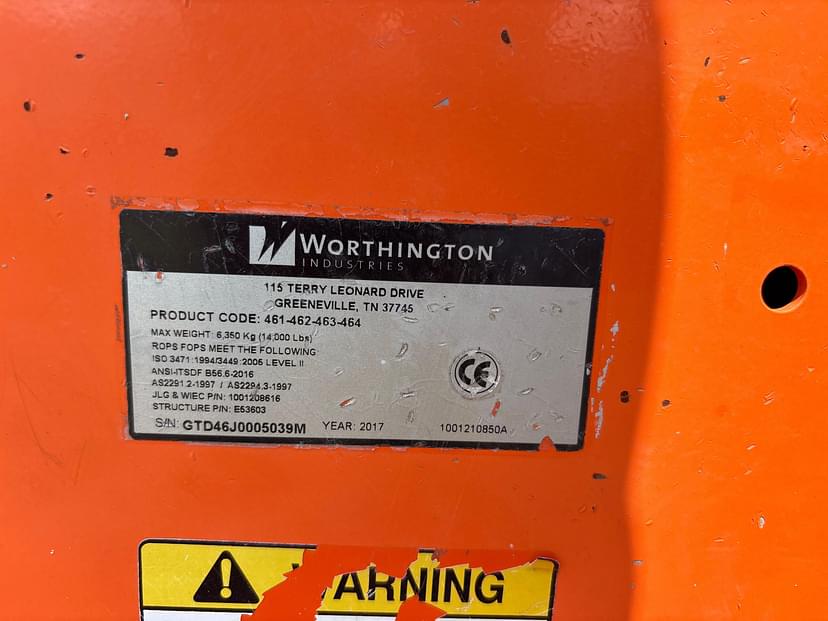 WORTHINGTON
INDUSTRIES
115 TERRY LEONARD DRIVE
GREENEVILLE, TN 37745
PRODUCT CODE: 461-462-463-464
MAX WEIGHT: 6,350 Kg (14,000 Lbs)
ROPS FOPS MEET THE FOLLOWING:
ISO 3471:1994/3449:2005 LEVEL II
ANSI-ITSDF B56.6-2016
AS2291.2-1997 / AS2294.3-1997
JLG & WIEC P/N: 1001208616
STRUCTURE P/N: E53603
CE
S/N: GTD46J0005039M YEAR: 2017 1001210850A
WARNING